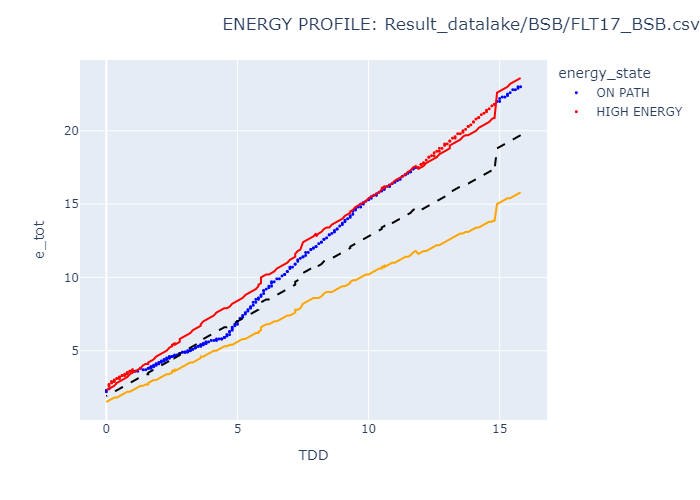 ENERGY PROFILE: Result_datalake/BSB/FLT17_BSB.csv
energy_state
ON PATH
HIGH ENERGY
20
15
10
5
e_tot
0 5 10 15
TDD